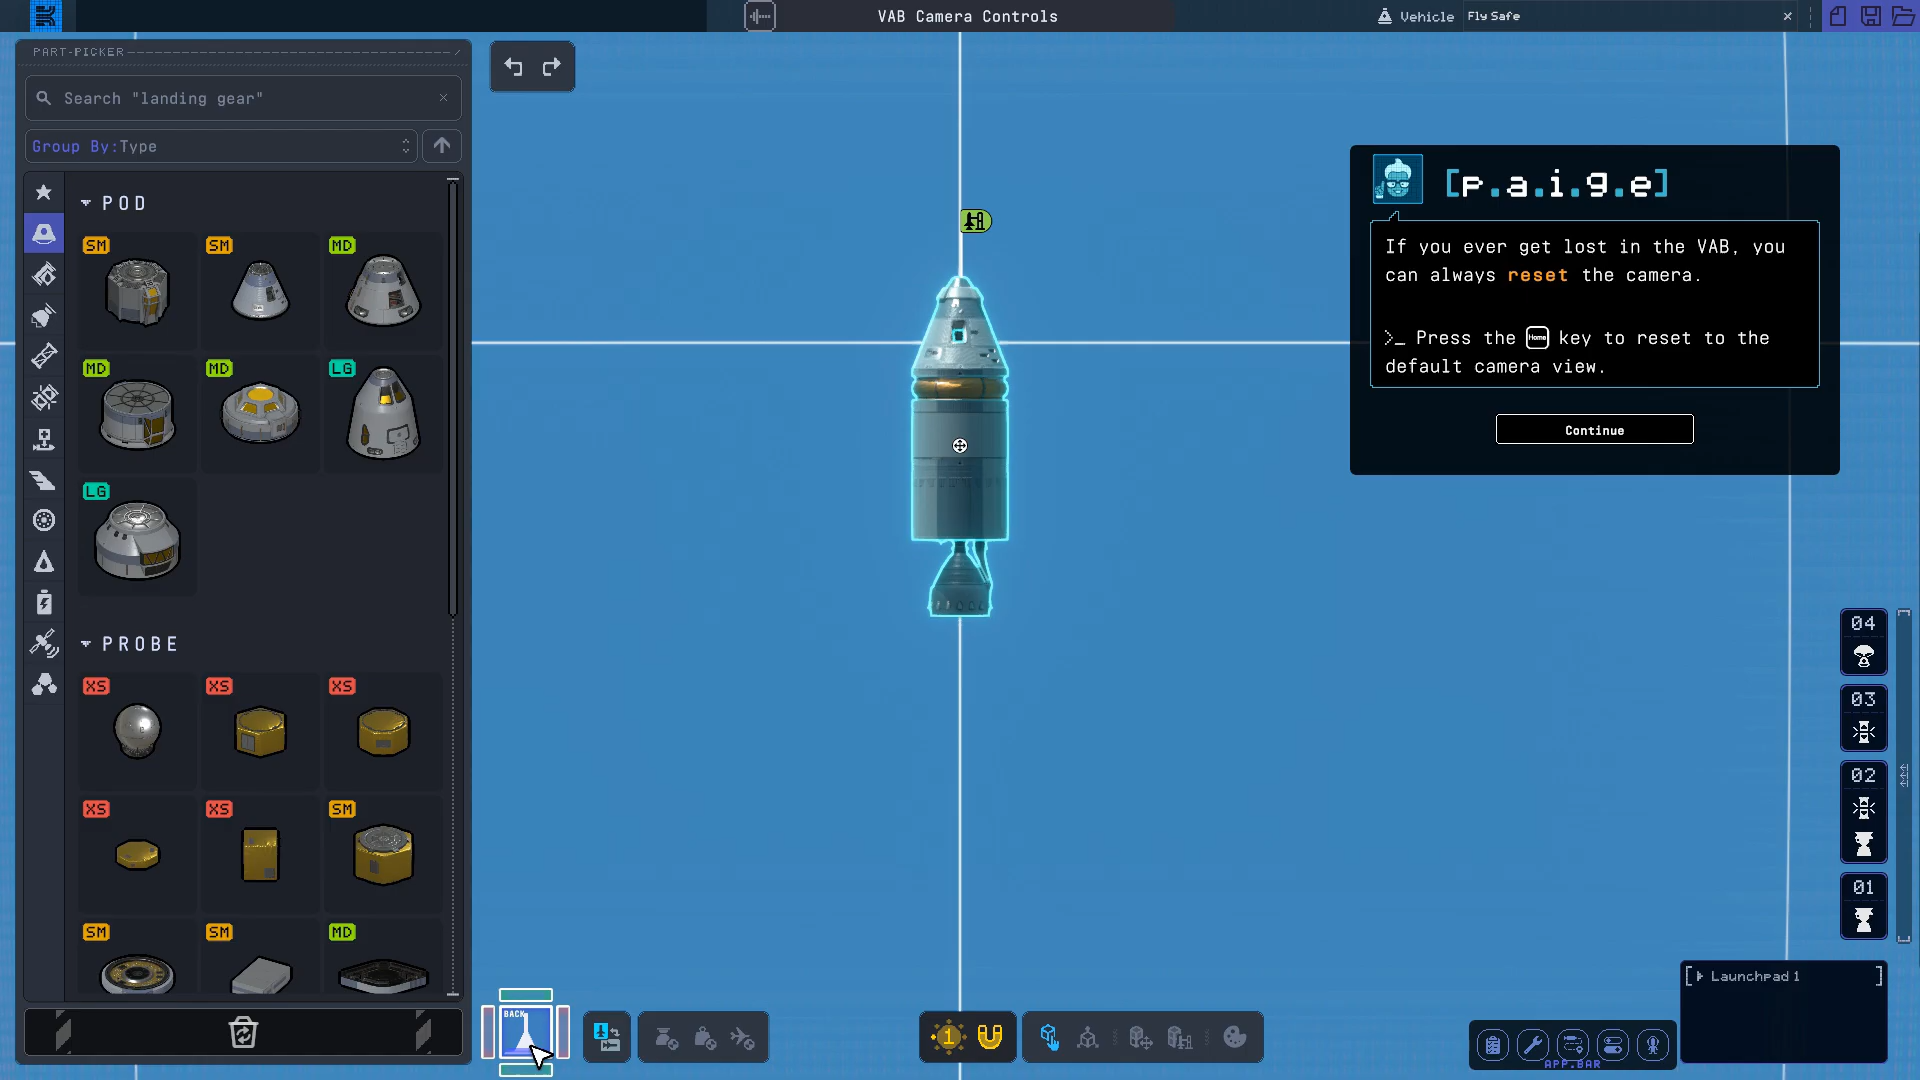 VAB Camera Controls
Vehicle
Fly Safe
PART-PICKER
Search "landing gear"
Group By:Type
POD
SM
SM
MD
MD
MD
LG
LG
PROBE
XS
XS
XS
XS
XS
SM
SM
SM
MD
[p.a.i.g.e]
If you ever get lost in the VAB, you
can always reset the camera.
>_ Press the Home key to reset to the
default camera view.
Continue
04
03
02
01
Launchpad 1
BACK
1
APP.BAR